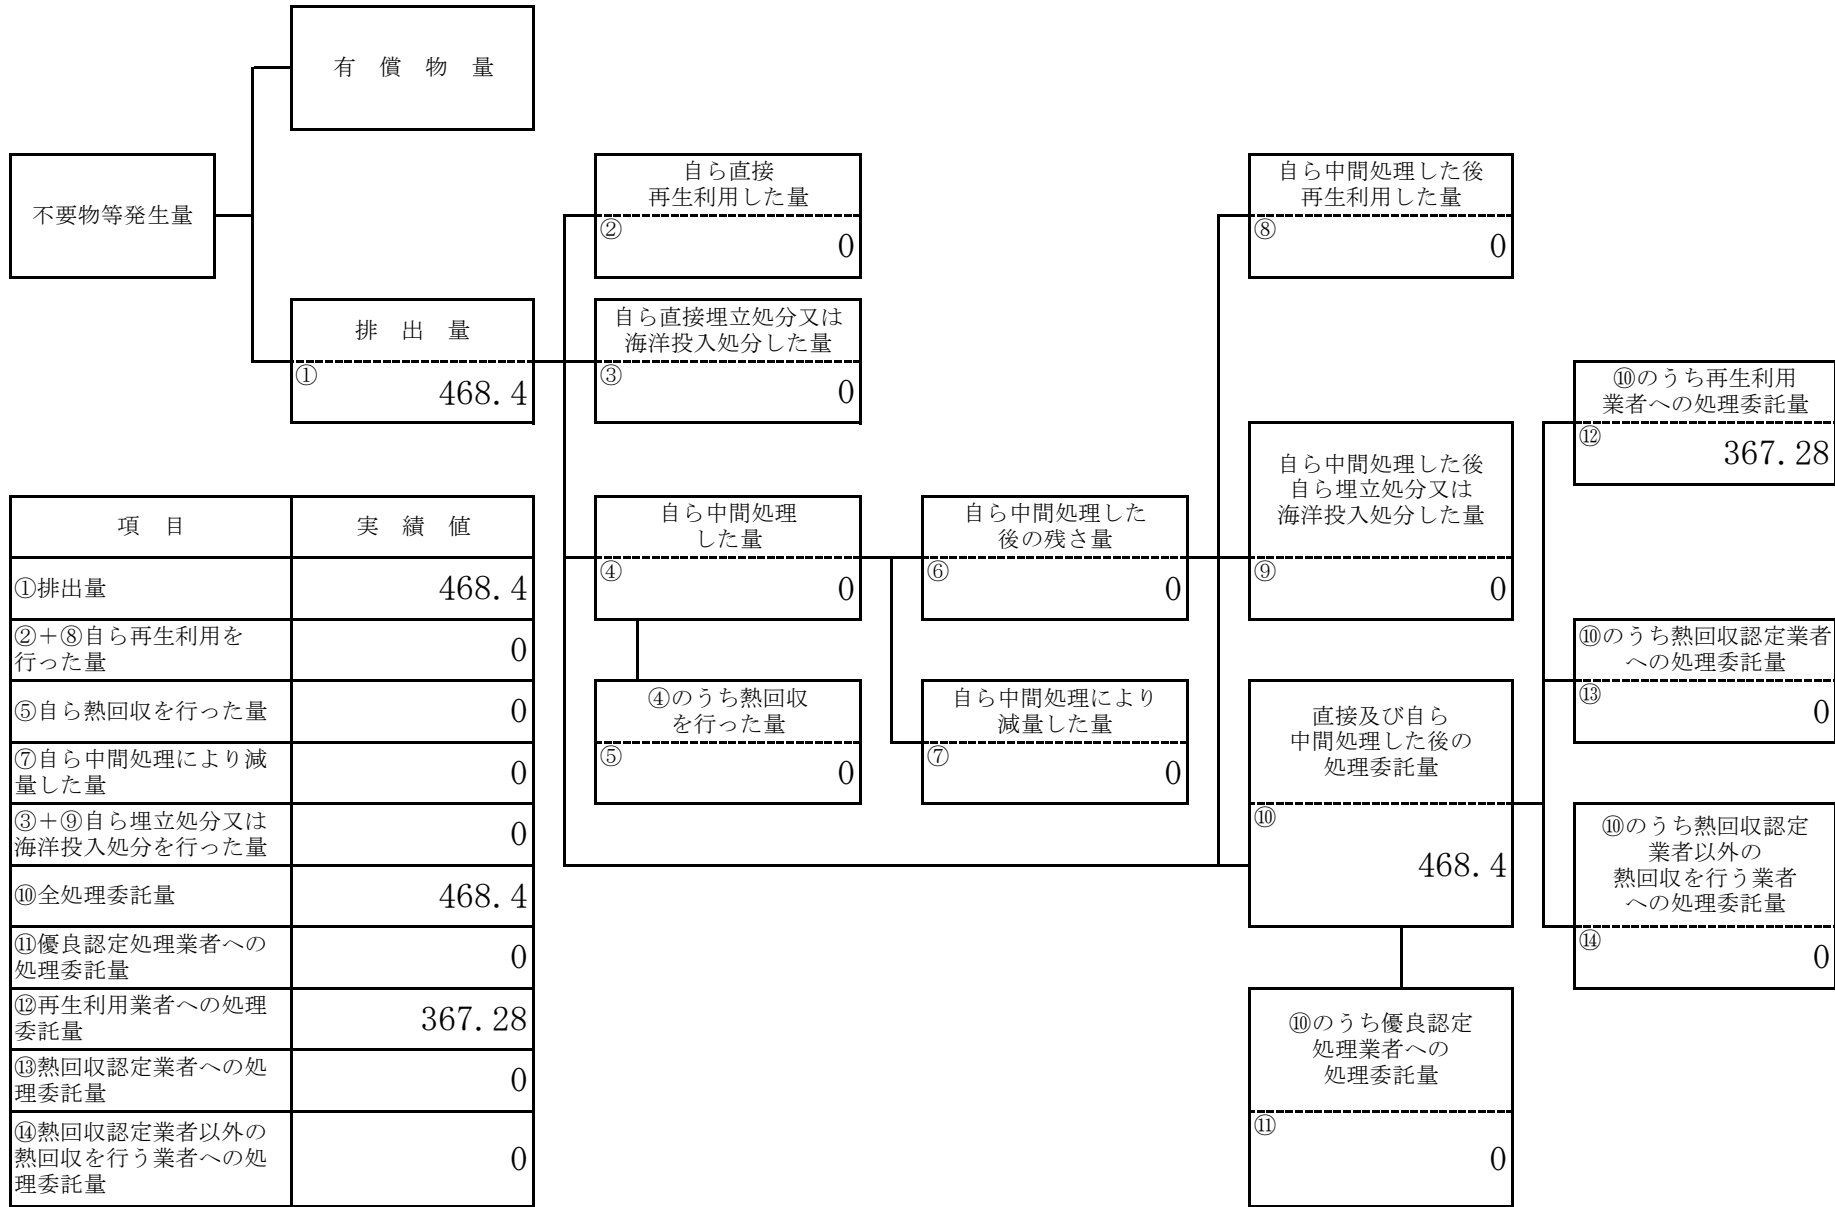 有　償　物　量
不要物等発生量
排　出　量
①
468.4
自ら直接
再生利用した量
②
0
自ら直接埋立処分又は
海洋投入処分した量
③
0
自ら中間処理
した量
④
0
④のうち熱回収
を行った量
⑤
0
自ら中間処理した
後の残さ量
⑥
0
自ら中間処理により
減量した量
⑦
0
自ら中間処理した後
再生利用した量
⑧
0
自ら中間処理した後
自ら埋立処分又は
海洋投入処分した量
⑨
0
直接及び自ら
中間処理した後の
処理委託量
⑩
468.4
⑩のうち優良認定
処理業者への
処理委託量
⑪
0
⑩のうち再生利用
業者への処理委託量
⑫
367.28
⑩のうち熱回収認定業者
への処理委託量
⑬
0
⑩のうち熱回収認定
業者以外の
熱回収を行う業者
への処理委託量
⑭
0
項　目
実　績　値
①排出量
468.4
②＋⑧自ら再生利用を
行った量
0
⑤自ら熱回収を行った量
0
⑦自ら中間処理により減
量した量
0
③＋⑨自ら埋立処分又は
海洋投入処分を行った量
0
⑩全処理委託量
468.4
⑪優良認定処理業者への
処理委託量
0
⑫再生利用業者への処理
委託量
367.28
⑬熱回収認定業者への処
理委託量
0
⑭熱回収認定業者以外の
熱回収を行う業者への処
理委託量
0